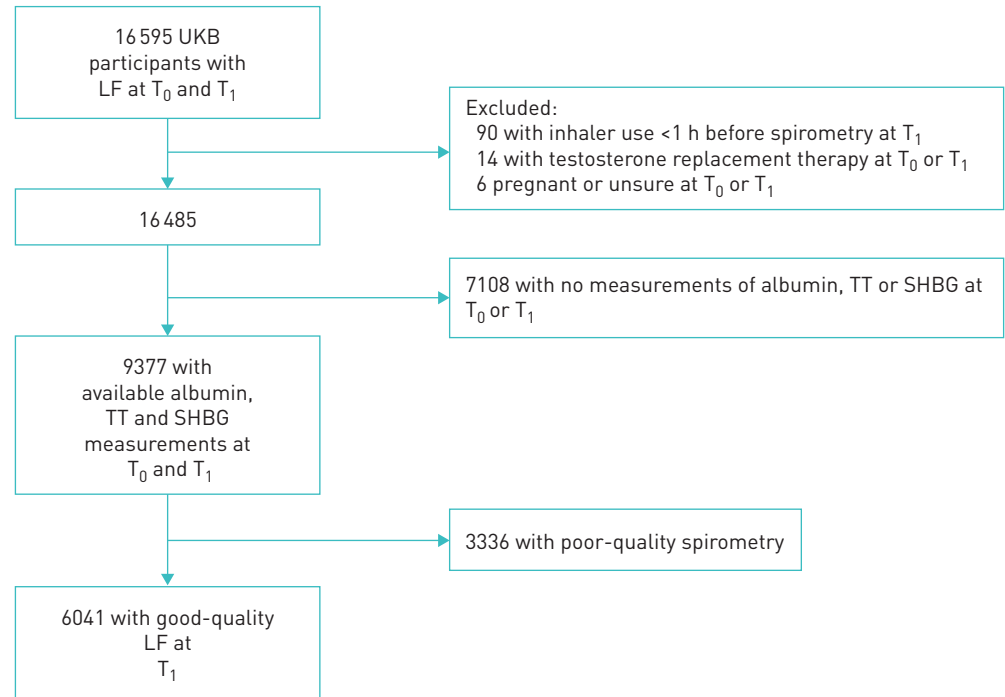 16 595 UKB
participants with
LF at T₀ and T₁
Excluded:
90 with inhaler use <1 h before spirometry at T₁
14 with testosterone replacement therapy at T₀ or T₁
6 pregnant or unsure at T₀ or T₁
16 485
7108 with no measurements of albumin, TT or SHBG at
T₀ or T₁
9377 with
available albumin,
TT and SHBG
measurements at
T₀ and T₁
3336 with poor-quality spirometry
6041 with good-quality
LF at
T₁